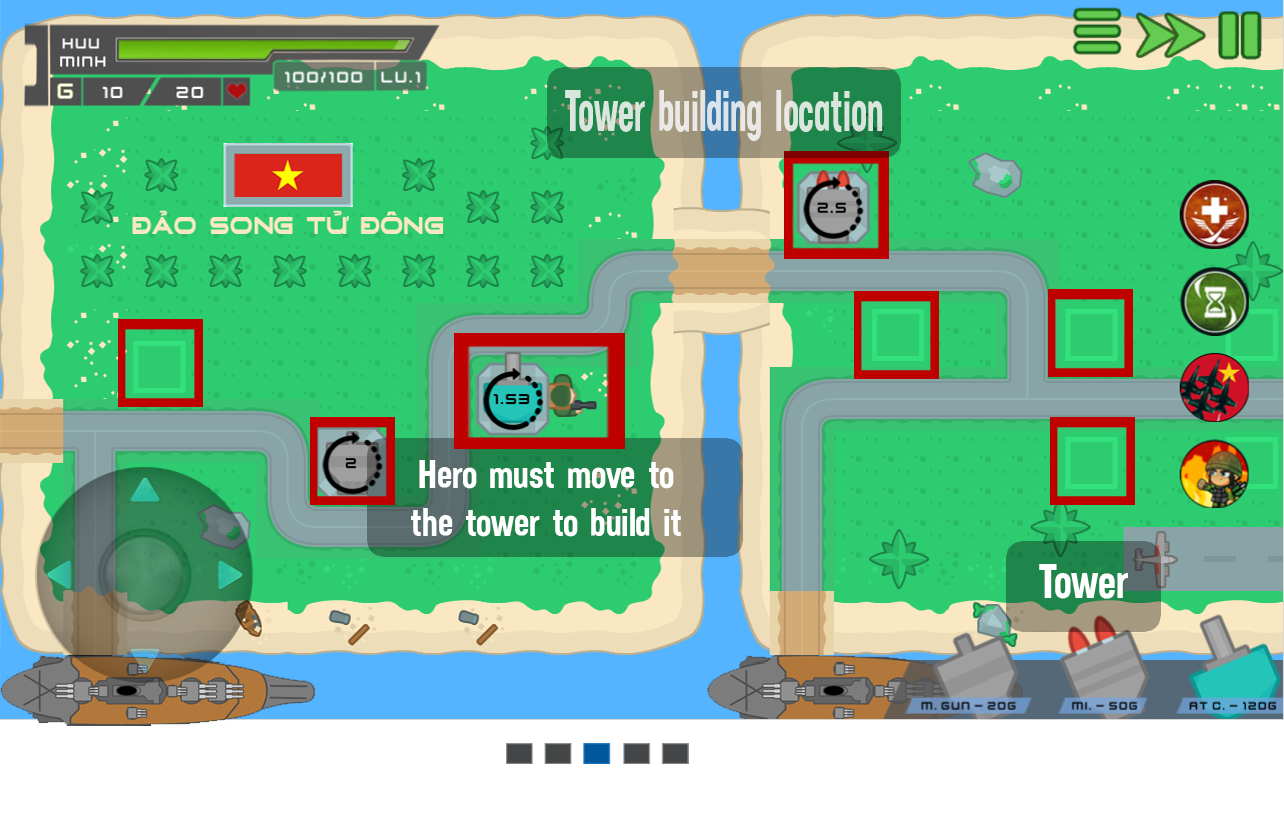 HUU
MINH
100/100 LU.1
G 10 / 20
Tower building location
ĐẢO SONG TỬ ĐÔNG
2.5
1.53
2
Hero must move to
the tower to build it
Tower
M. GUN - 20G
MI. - 50G
AT C. - 120G